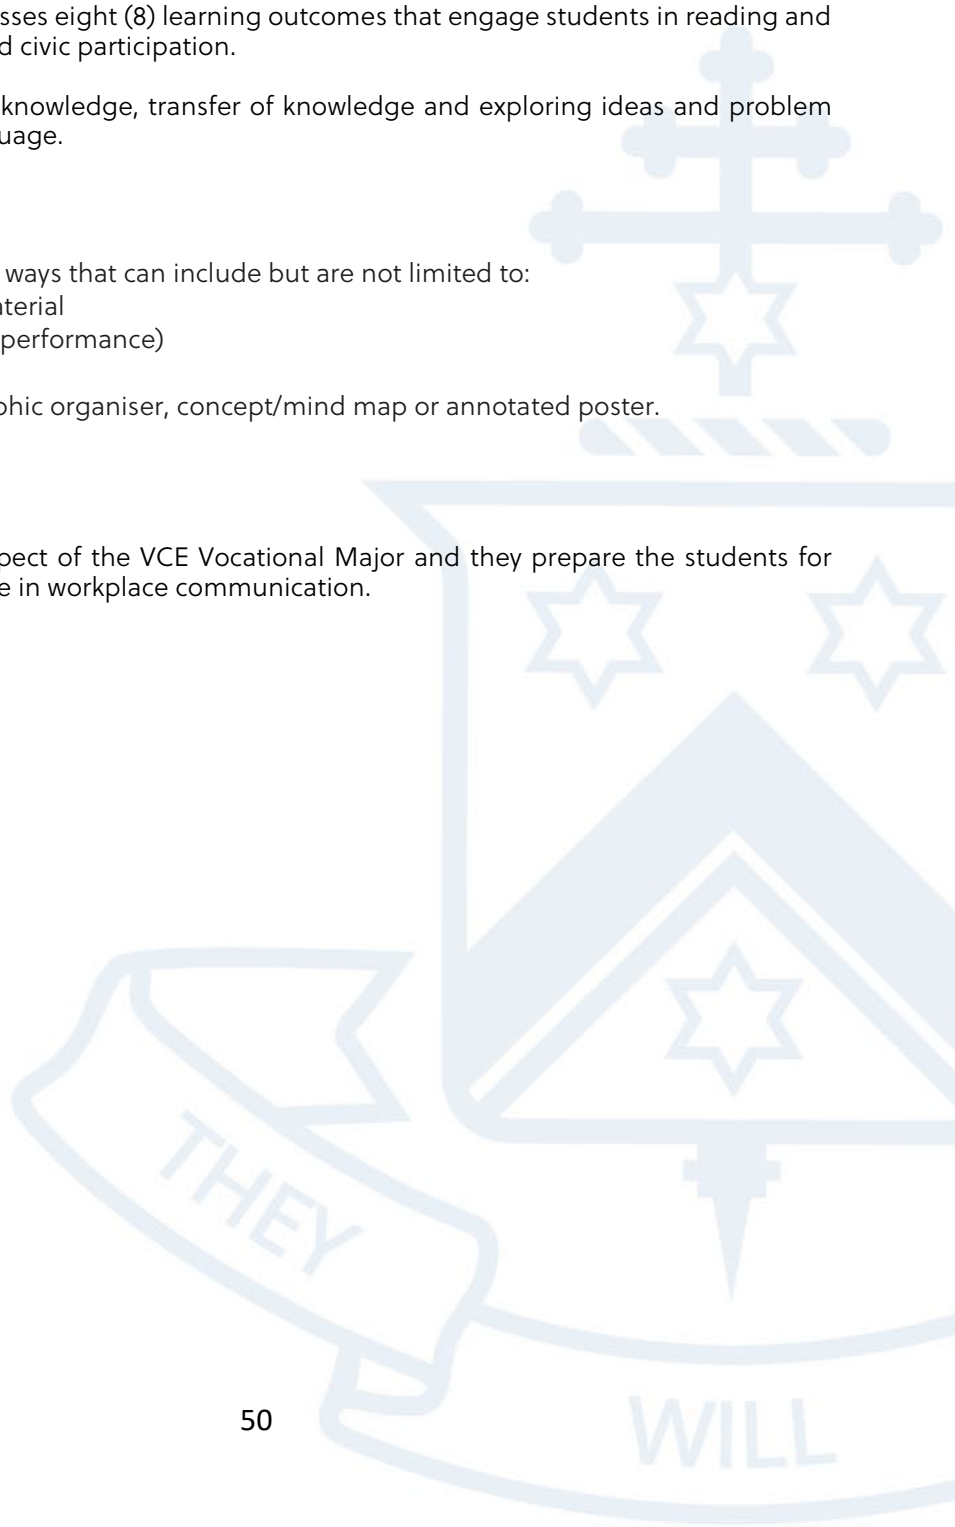 sses eight (8) learning outcomes that engage students in reading and
d civic participation.
knowledge, transfer of knowledge and exploring ideas and problem
uage.
ways that can include but are not limited to:
aterial
performance)
phic organiser, concept/mind map or annotated poster.
pect of the VCE Vocational Major and they prepare the students for
e in workplace communication.
THEY
WILL
50